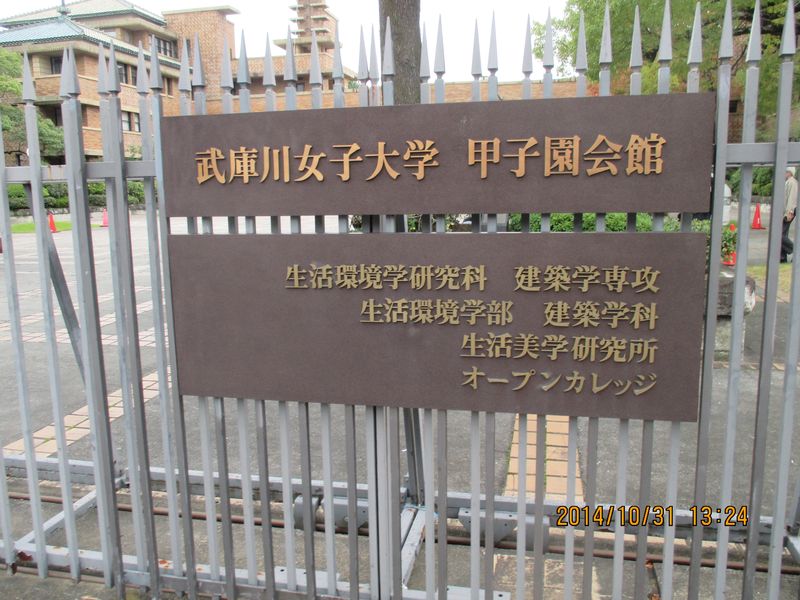 武庫川女子大学 甲子園会館
生活環境学研究科 建築学専攻
生活環境学部 建築学科
生活美学研究所
オープンカレッジ
2014/10/31 13:24